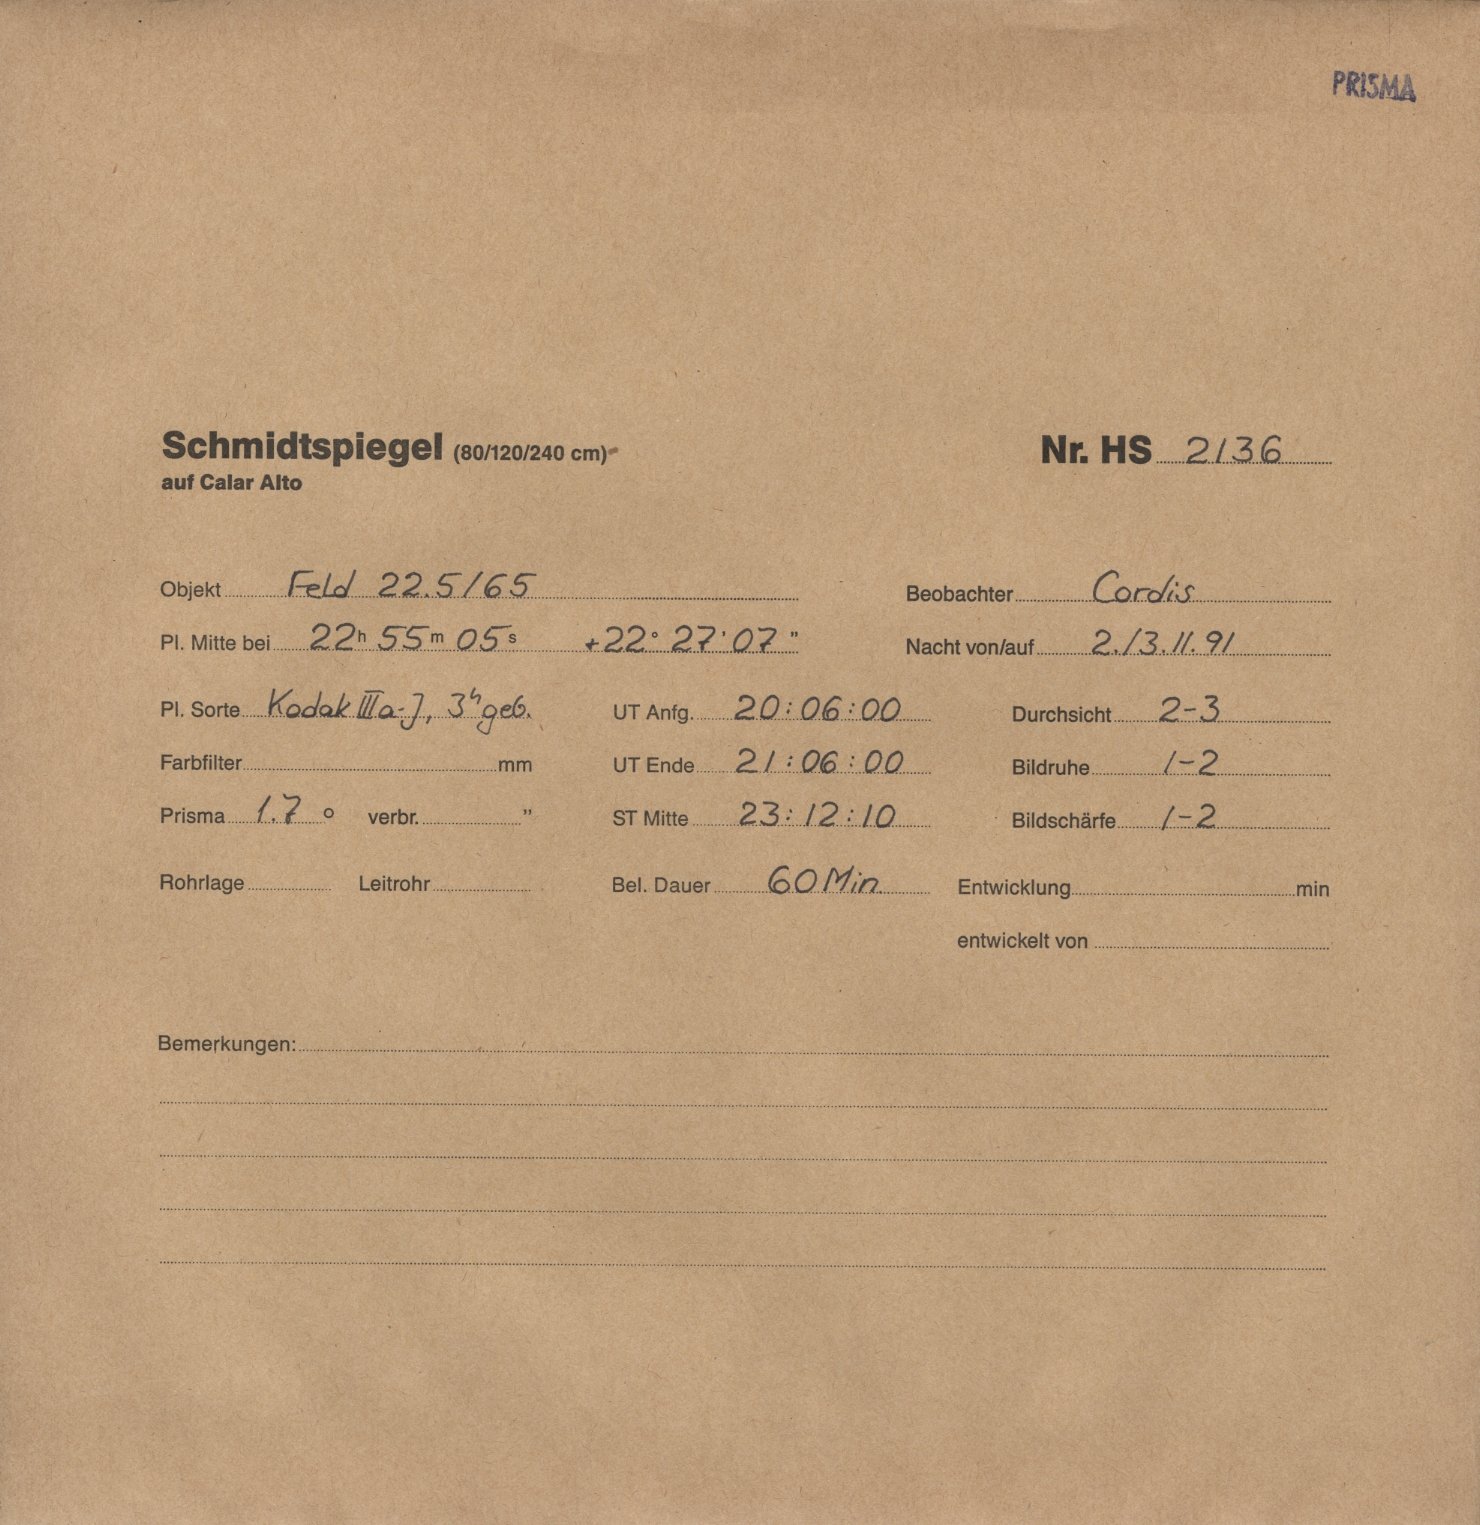 PRISMA
Schmidtspiegel (80/120/240 cm)
auf Calar Alto
Nr. HS 2136
Objekt Feld 22.5/65
Beobachter Cordis
Pl. Mitte bei 22h 55m 05s +22° 27' 07"
Nacht von/auf 2./3.11.91
Pl. Sorte Kodak IIIa-J, 3h geb. UT Anfg. 20:06:00 Durchsicht 2-3
Farbfilter mm UT Ende 21:06:00 Bildruhe 1-2
Prisma 1.7 ° verbr. " ST Mitte 23:12:10 Bildschärfe 1-2
Rohrlage Leitrohr Bel. Dauer 60 Min Entwicklung min
entwickelt von
Bemerkungen: